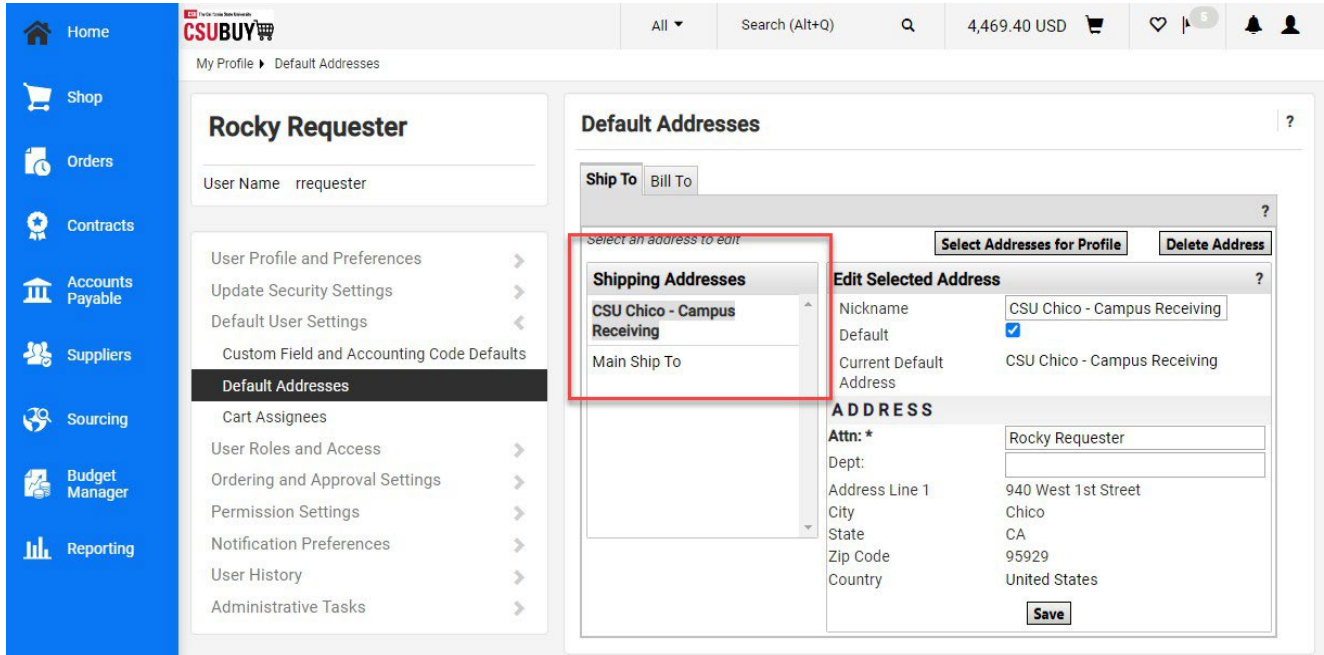 Home
Shop
Orders
Contracts
Accounts
Payable
Suppliers
Sourcing
Budget
Manager
Reporting
CSU The California State University
CSUBUY
All
Search (Alt+Q)
4,469.40 USD
5
My Profile Default Addresses
Rocky Requester
User Name rrequester
User Profile and Preferences
Update Security Settings
Default User Settings
Custom Field and Accounting Code Defaults
Default Addresses
Cart Assignees
User Roles and Access
Ordering and Approval Settings
Permission Settings
Notification Preferences
User History
Administrative Tasks
Default Addresses ?
Ship To Bill To
?
Select an address to edit
Select Addresses for Profile Delete Address
Shipping Addresses
CSU Chico - Campus
Receiving
Main Ship To
Edit Selected Address ?
Nickname CSU Chico - Campus Receiving
Default
Current Default CSU Chico - Campus Receiving
Address
ADDRESS
Attn: * Rocky Requester
Dept:
Address Line 1 940 West 1st Street
City Chico
State CA
Zip Code 95929
Country United States
Save